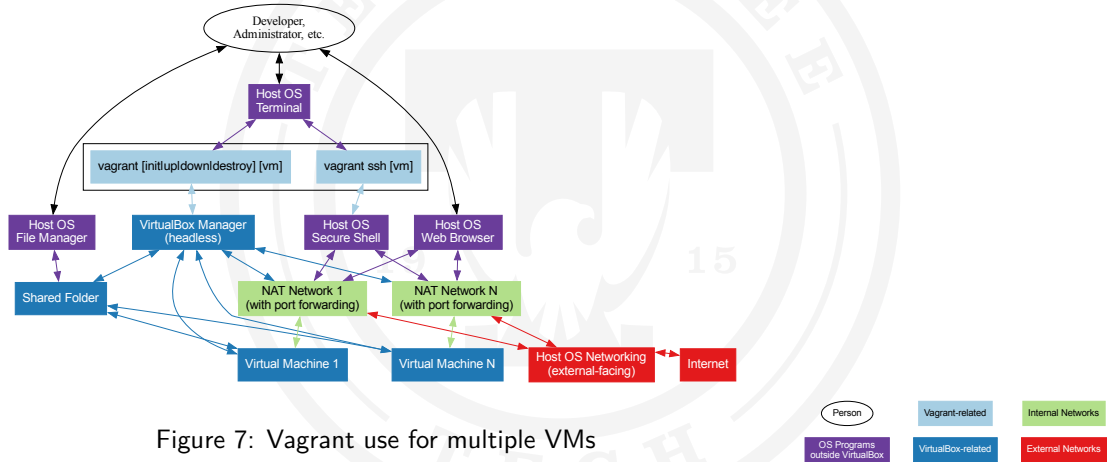 Developer,
Administrator, etc.
Host OS
Terminal
vagrant [init|up|down|destroy] [vm]
vagrant ssh [vm]
Host OS
File Manager
VirtualBox Manager
(headless)
Host OS
Secure Shell
Host OS
Web Browser
15
Shared Folder
NAT Network 1
(with port forwarding)
NAT Network N
(with port forwarding)
Virtual Machine 1
Virtual Machine N
Host OS Networking
(external-facing)
Internet
Person
Vagrant-related
Internal Networks
OS Programs
outside VirtualBox
VirtualBox-related
External Networks
Figure 7: Vagrant use for multiple VMs